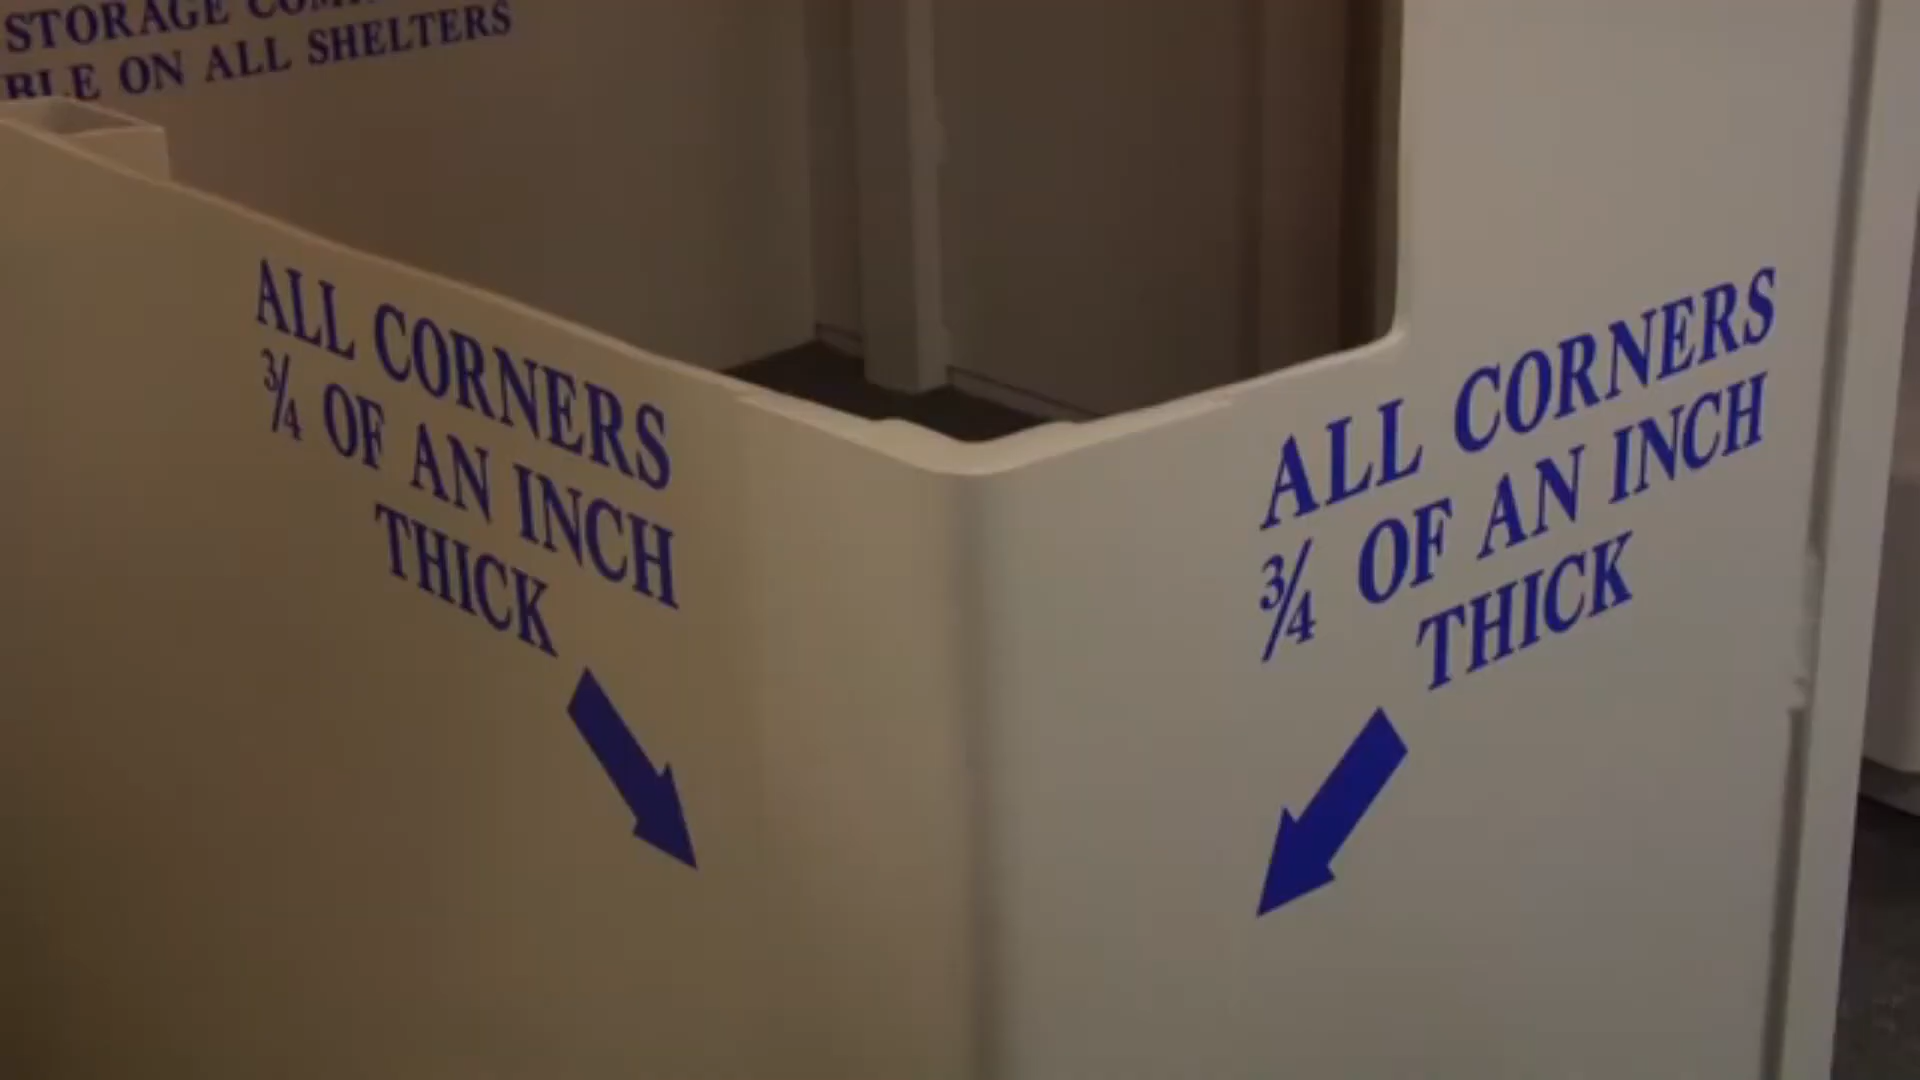 STORAGE
ON ALL SHELTERS
ALL CORNERS
¾ OF AN INCH
THICK
ALL CORNERS
¾ OF AN INCH
THICK